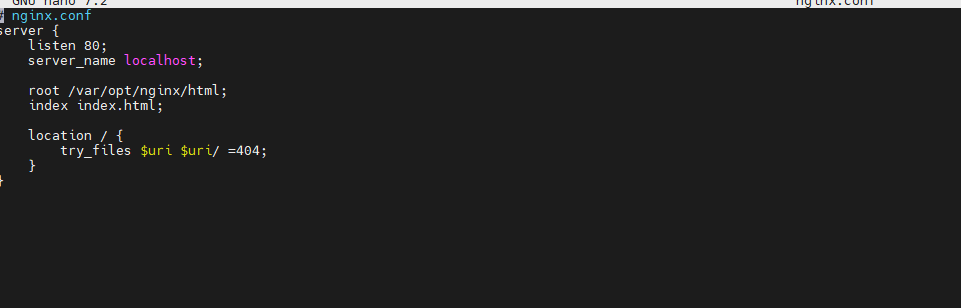 GNU nano 7.2 nginx.conf
# nginx.conf
server {
    listen 80;
    server_name localhost;

    root /var/opt/nginx/html;
    index index.html;

    location / {
        try_files $uri $uri/ =404;
    }
}